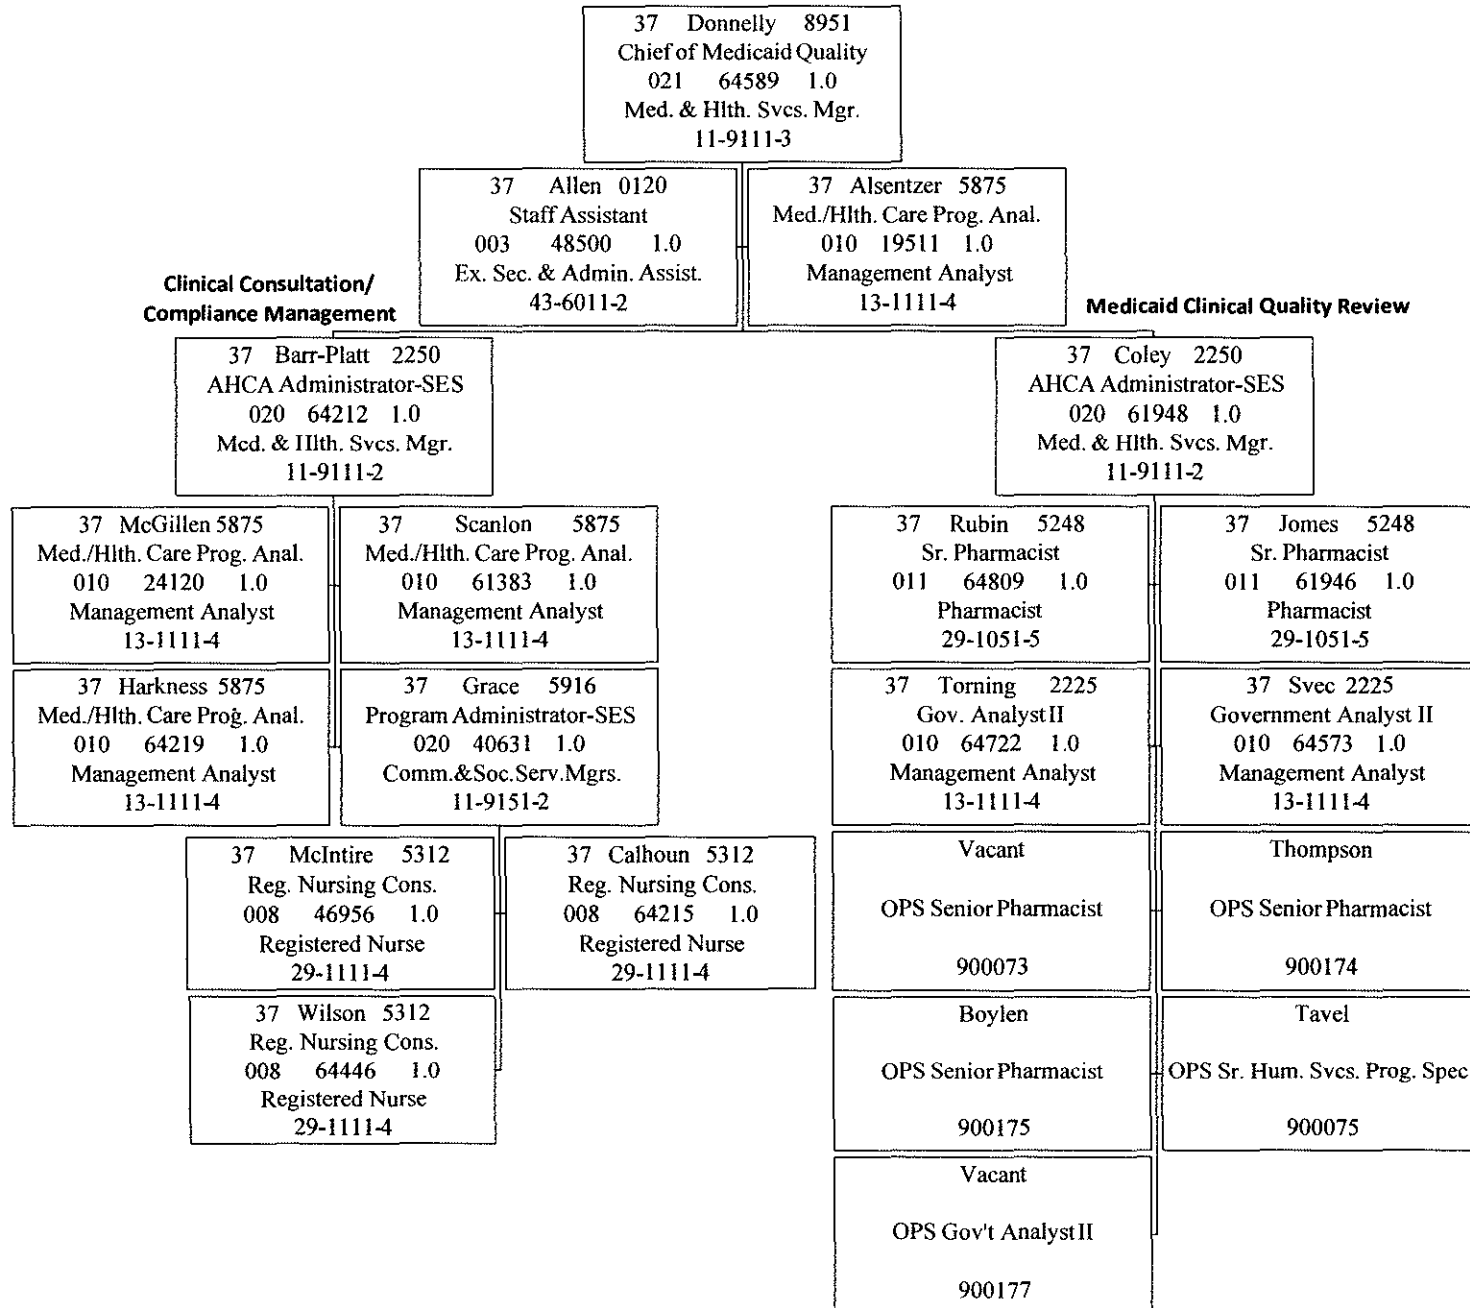 37 Donnelly 8951
Chief of Medicaid Quality
021 64589 1.0
Med. & Hlth. Svcs. Mgr.
11-9111-3
37 Allen 0120
Staff Assistant
003 48500 1.0
Ex. Sec. & Admin. Assist.
43-6011-2
37 Alsentzer 5875
Med./Hlth. Care Prog. Anal.
010 19511 1.0
Management Analyst
13-1111-4
Clinical Consultation/
Compliance Management
Medicaid Clinical Quality Review
37 Barr-Platt 2250
AHCA Administrator-SES
020 64212 1.0
Med. & Hlth. Svcs. Mgr.
11-9111-2
37 Coley 2250
AHCA Administrator-SES
020 61948 1.0
Med. & Hlth. Svcs. Mgr.
11-9111-2
37 McGillen 5875
Med./Hlth. Care Prog. Anal.
010 24120 1.0
Management Analyst
13-1111-4
37 Scanlon 5875
Med./Hlth. Care Prog. Anal.
010 61383 1.0
Management Analyst
13-1111-4
37 Rubin 5248
Sr. Pharmacist
011 64809 1.0
Pharmacist
29-1051-5
37 Jomes 5248
Sr. Pharmacist
011 61946 1.0
Pharmacist
29-1051-5
37 Harkness 5875
Med./Hlth. Care Prog. Anal.
010 64219 1.0
Management Analyst
13-1111-4
37 Grace 5916
Program Administrator-SES
020 40631 1.0
Comm.&Soc.Serv.Mgrs.
11-9151-2
37 Torning 2225
Gov. Analyst II
010 64722 1.0
Management Analyst
13-1111-4
37 Svec 2225
Government Analyst II
010 64573 1.0
Management Analyst
13-1111-4
37 McIntire 5312
Reg. Nursing Cons.
008 46956 1.0
Registered Nurse
29-1111-4
37 Calhoun 5312
Reg. Nursing Cons.
008 64215 1.0
Registered Nurse
29-1111-4
Vacant
OPS Senior Pharmacist
900073
Thompson
OPS Senior Pharmacist
900174
37 Wilson 5312
Reg. Nursing Cons.
008 64446 1.0
Registered Nurse
29-1111-4
Boylen
OPS Senior Pharmacist
900175
Tavel
OPS Sr. Hum. Svcs. Prog. Spec
900075
Vacant
OPS Gov't Analyst II
900177